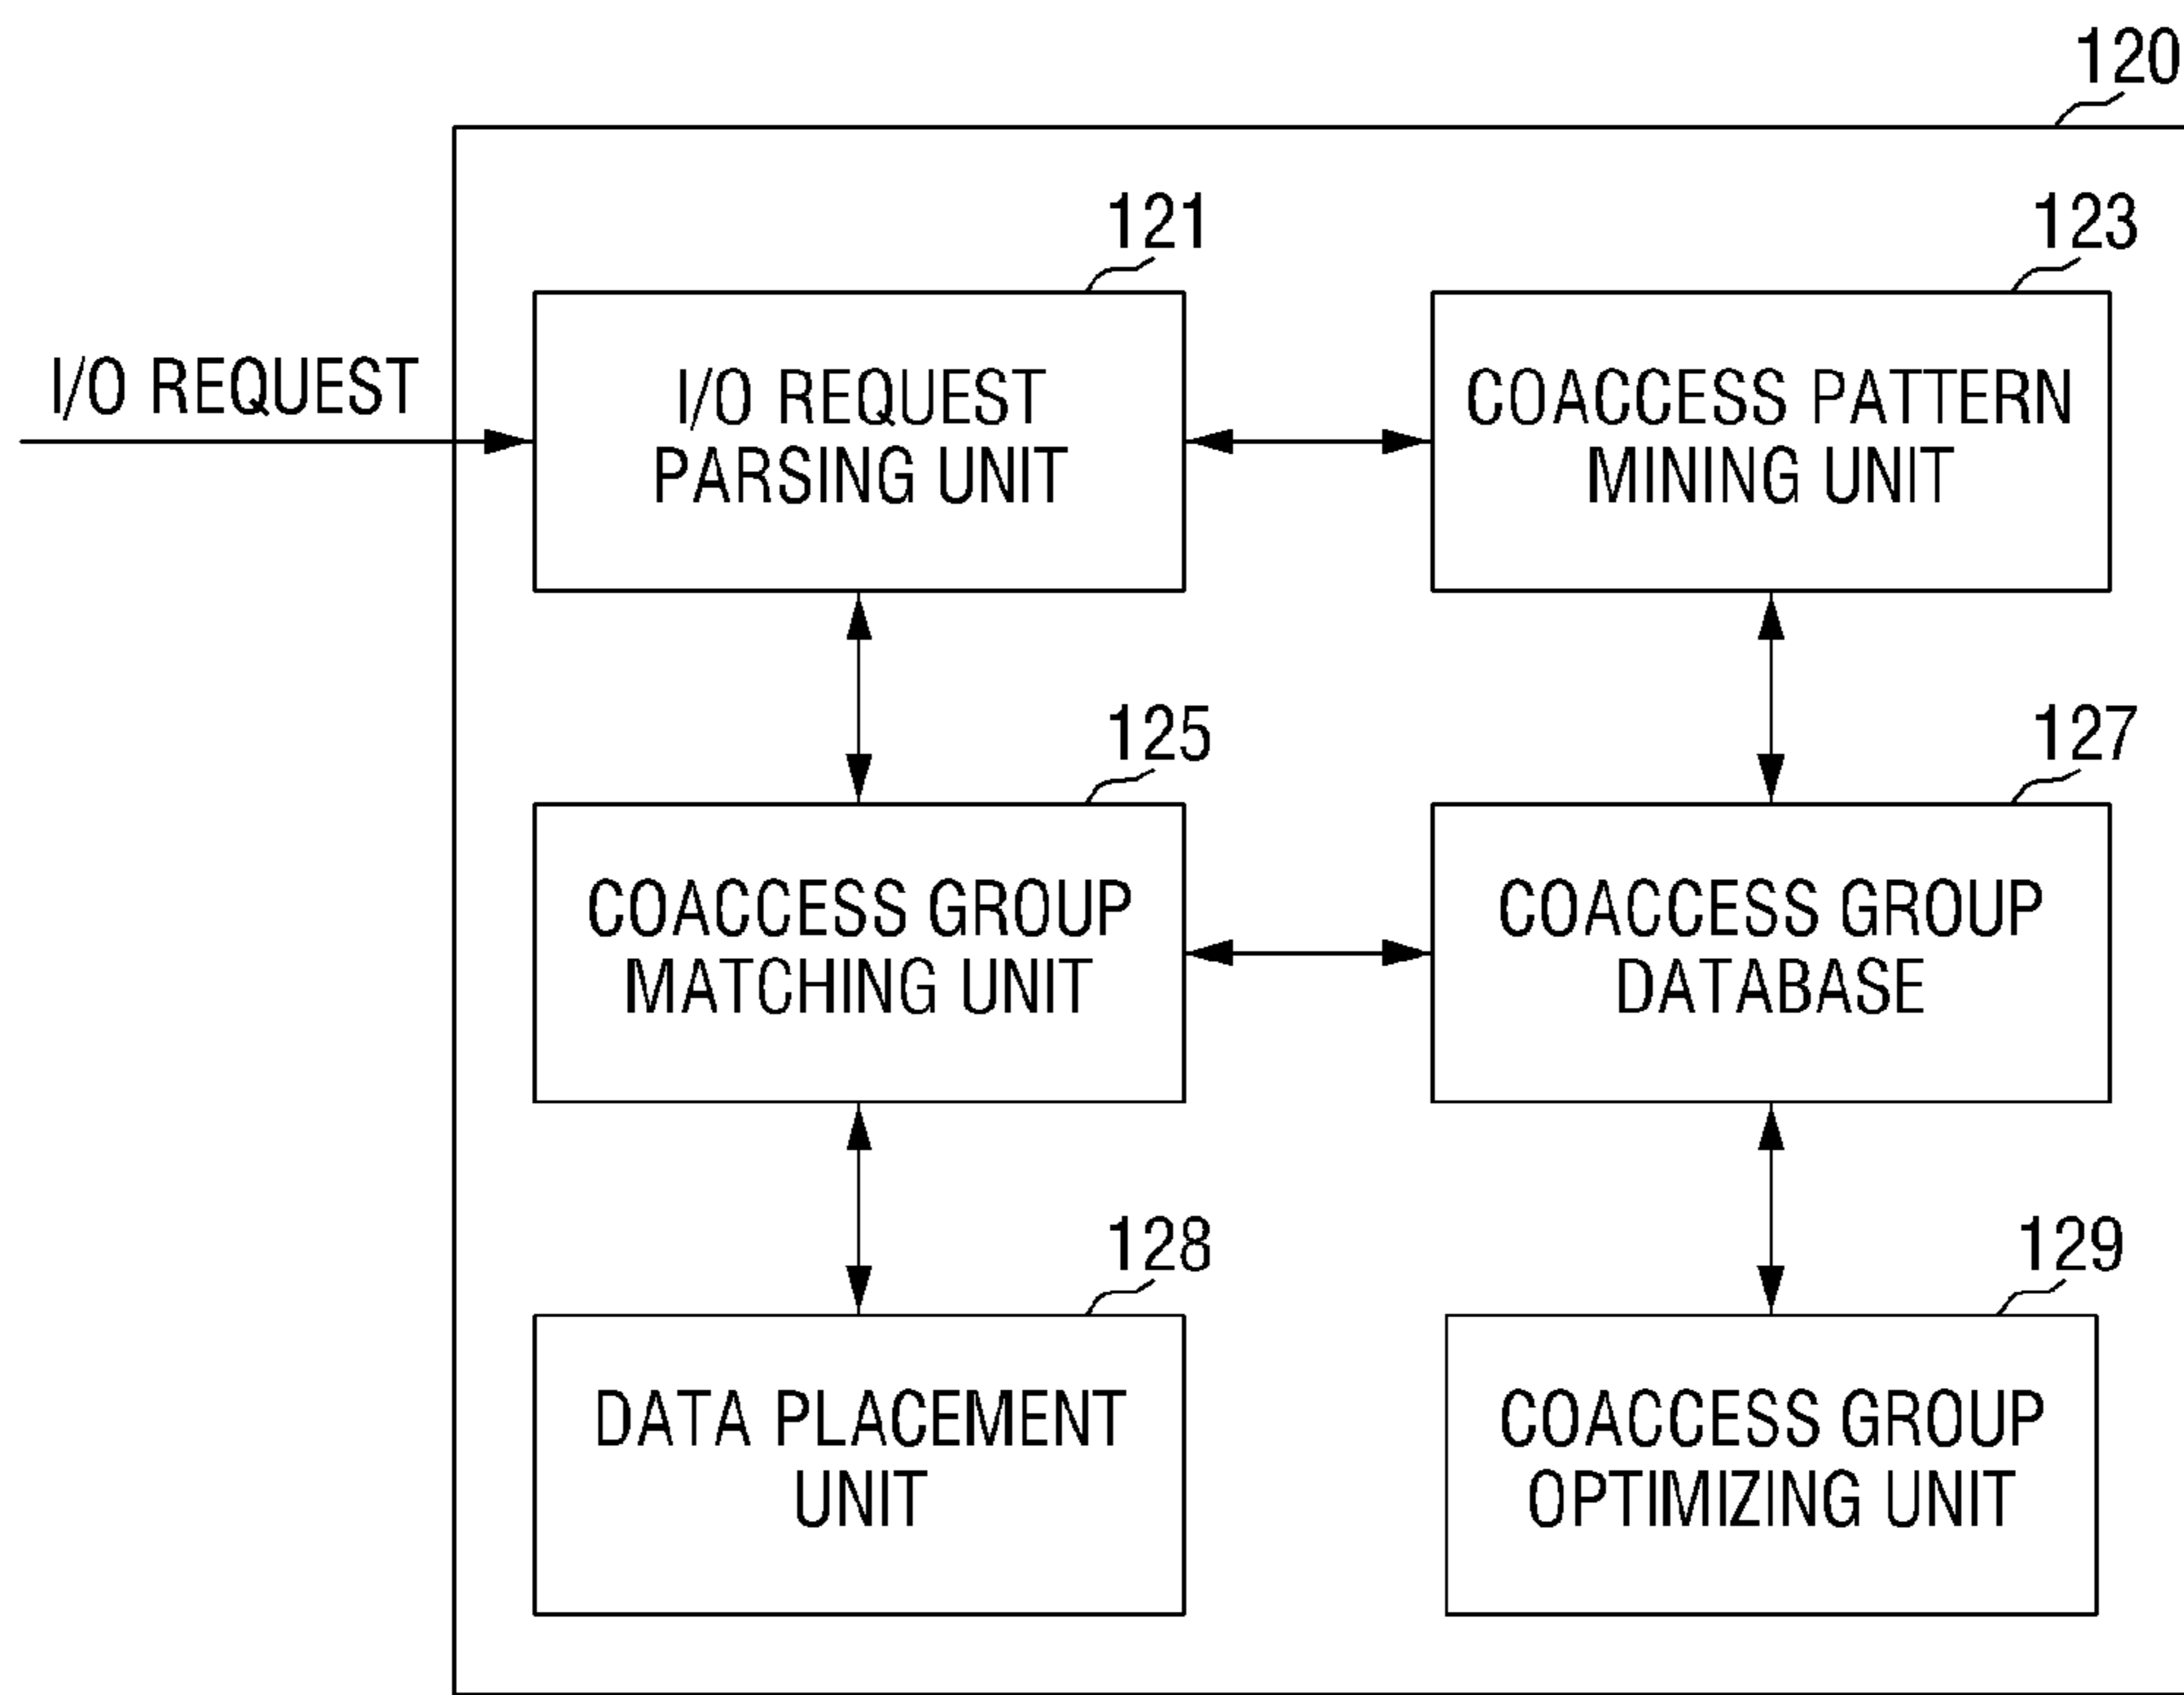 120
121
123
I/O REQUEST
I/O REQUEST
PARSING UNIT
COACCESS PATTERN
MINING UNIT
125
127
COACCESS GROUP
MATCHING UNIT
COACCESS GROUP
DATABASE
128
129
DATA PLACEMENT
UNIT
COACCESS GROUP
OPTIMIZING UNIT